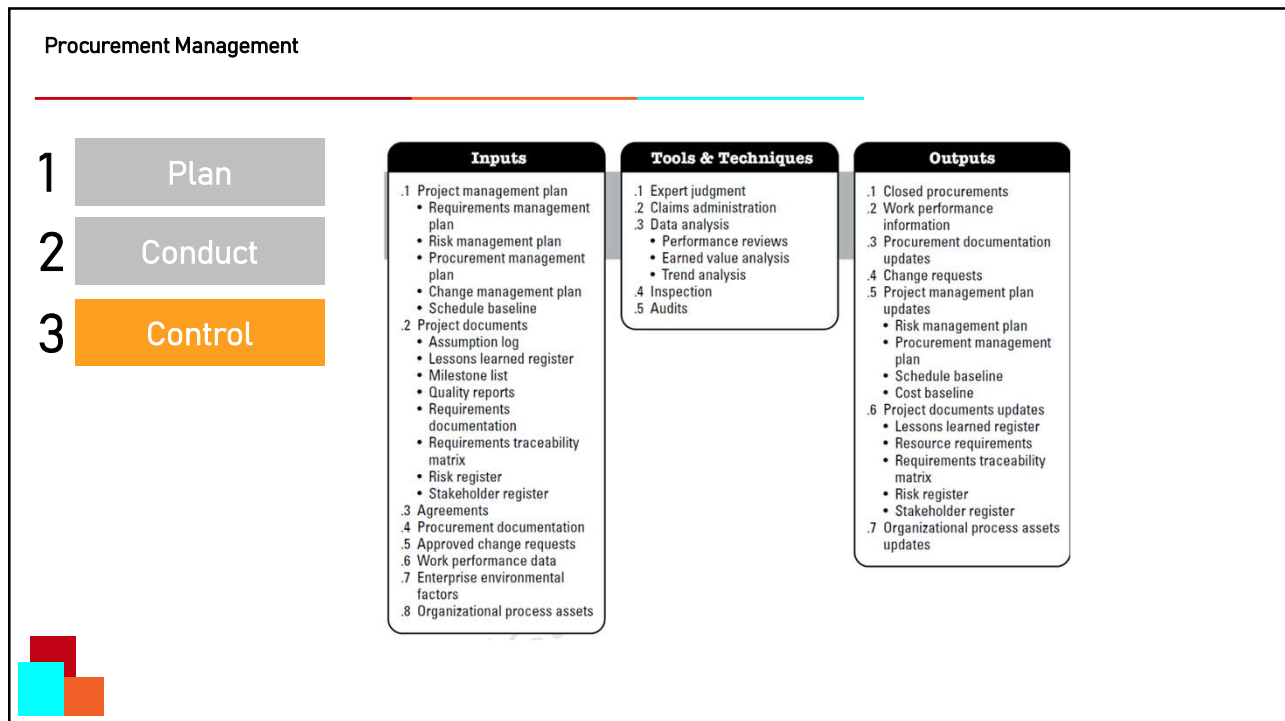 Procurement Management
1
Plan
2
Conduct
3
Control
Inputs
.1 Project management plan
• Requirements management
plan
• Risk management plan
• Procurement management
plan
• Change management plan
• Schedule baseline
.2 Project documents
• Assumption log
• Lessons learned register
• Milestone list
• Quality reports
• Requirements
documentation
• Requirements traceability
matrix
• Risk register
• Stakeholder register
.3 Agreements
.4 Procurement documentation
.5 Approved change requests
.6 Work performance data
.7 Enterprise environmental
factors
.8 Organizational process assets
Tools & Techniques
.1 Expert judgment
.2 Claims administration
.3 Data analysis
• Performance reviews
• Earned value analysis
• Trend analysis
.4 Inspection
.5 Audits
Outputs
.1 Closed procurements
.2 Work performance
information
.3 Procurement documentation
updates
.4 Change requests
.5 Project management plan
updates
• Risk management plan
• Procurement management
plan
• Schedule baseline
• Cost baseline
.6 Project documents updates
• Lessons learned register
• Resource requirements
• Requirements traceability
matrix
• Risk register
• Stakeholder register
.7 Organizational process assets
updates